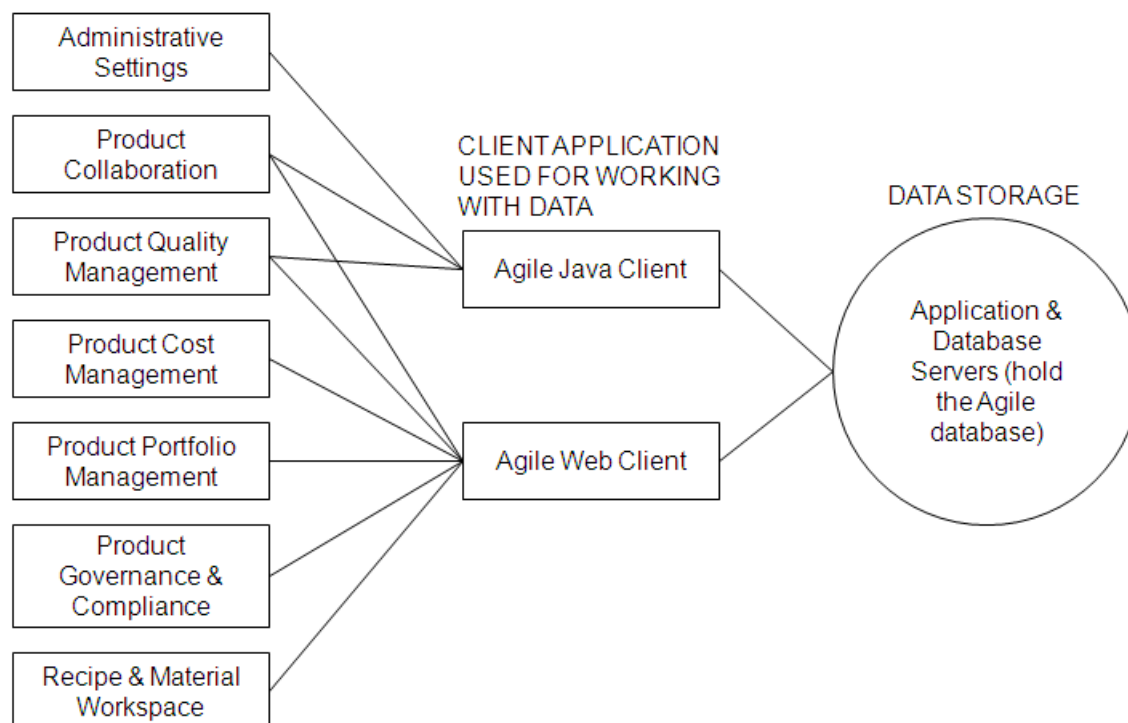 Administrative
Settings
Product
Collaboration
Product Quality
Management
Product Cost
Management
Product Portfolio
Management
Product
Governance &
Compliance
Recipe & Material
Workspace
CLIENT APPLICATION
USED FOR WORKING
WITH DATA
Agile Java Client
Agile Web Client
DATA STORAGE
Application &
Database
Servers (hold
the Agile
database)